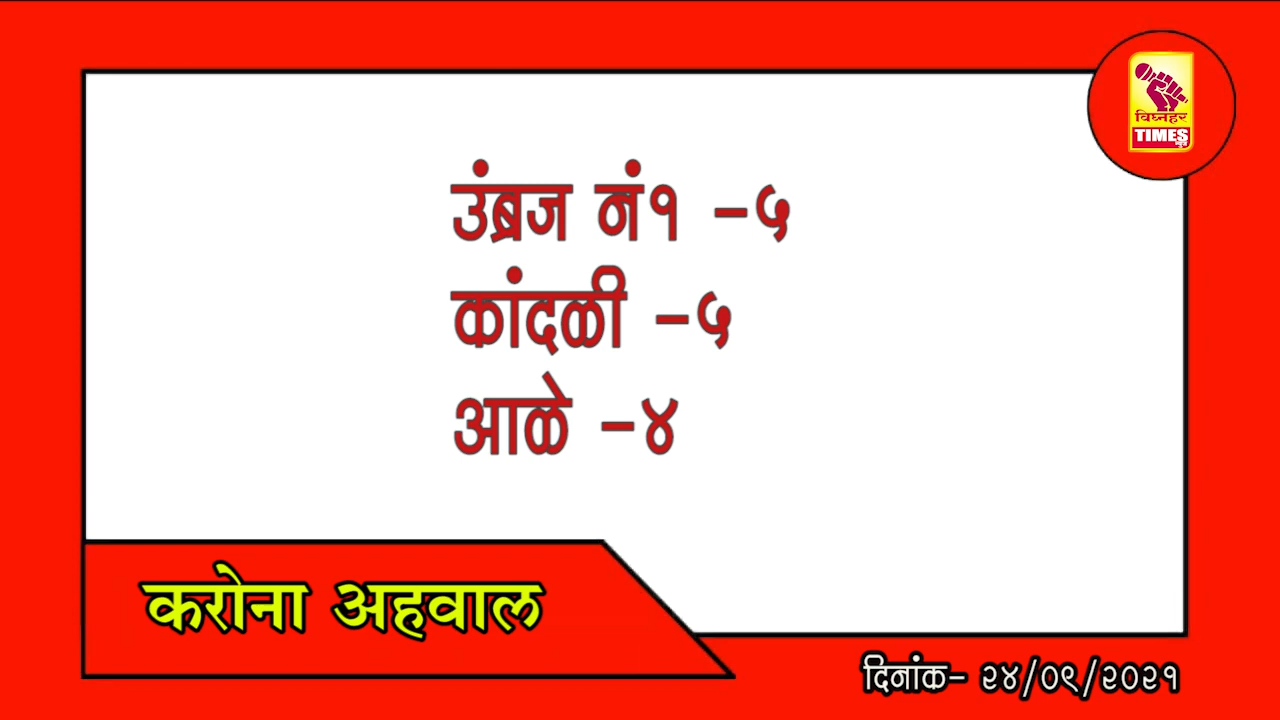 विघ्नहर
TIMES
न्यूज
उंब्रज नं१ -५
कांदळी -५
आळे -४
करोना अहवाल
दिनांक- २४/०९/२०२१